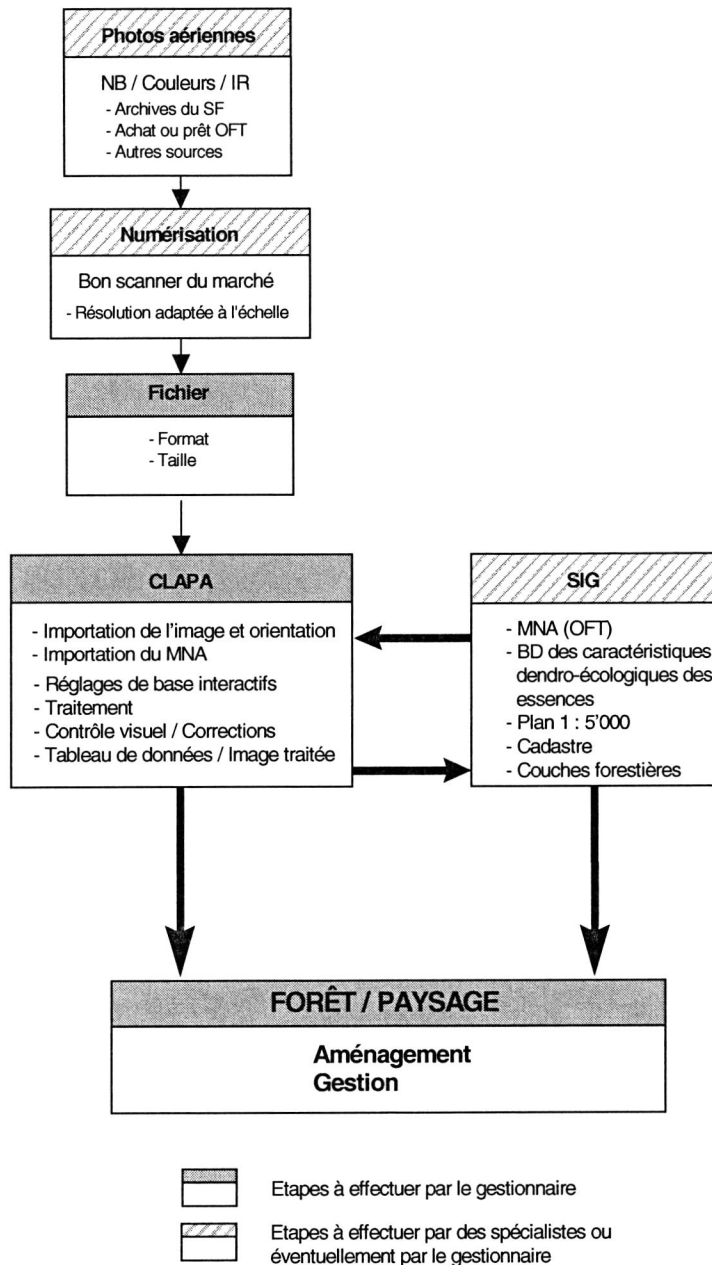 Photos aériennes
NB / Couleurs / IR
- Archives du SF
- Achat ou prêt OFT
- Autres sources
Numérisation
Bon scanner du marché
- Résolution adaptée à l'échelle
Fichier
- Format
- Taille
CLAPA
- Importation de l'image et orientation
- Importation du MNA
- Réglages de base interactifs
- Traitement
- Contrôle visuel / Corrections
- Tableau de données / Image traitée
SIG
- MNA (OFT)
- BD des caractéristiques
dendro-écologiques des
essences
- Plan 1 : 5'000
- Cadastre
- Couches forestières
FORÊT / PAYSAGE
Aménagement
Gestion
Etapes à effectuer par le gestionnaire
Etapes à effectuer par des spécialistes ou
éventuellement par le gestionnaire